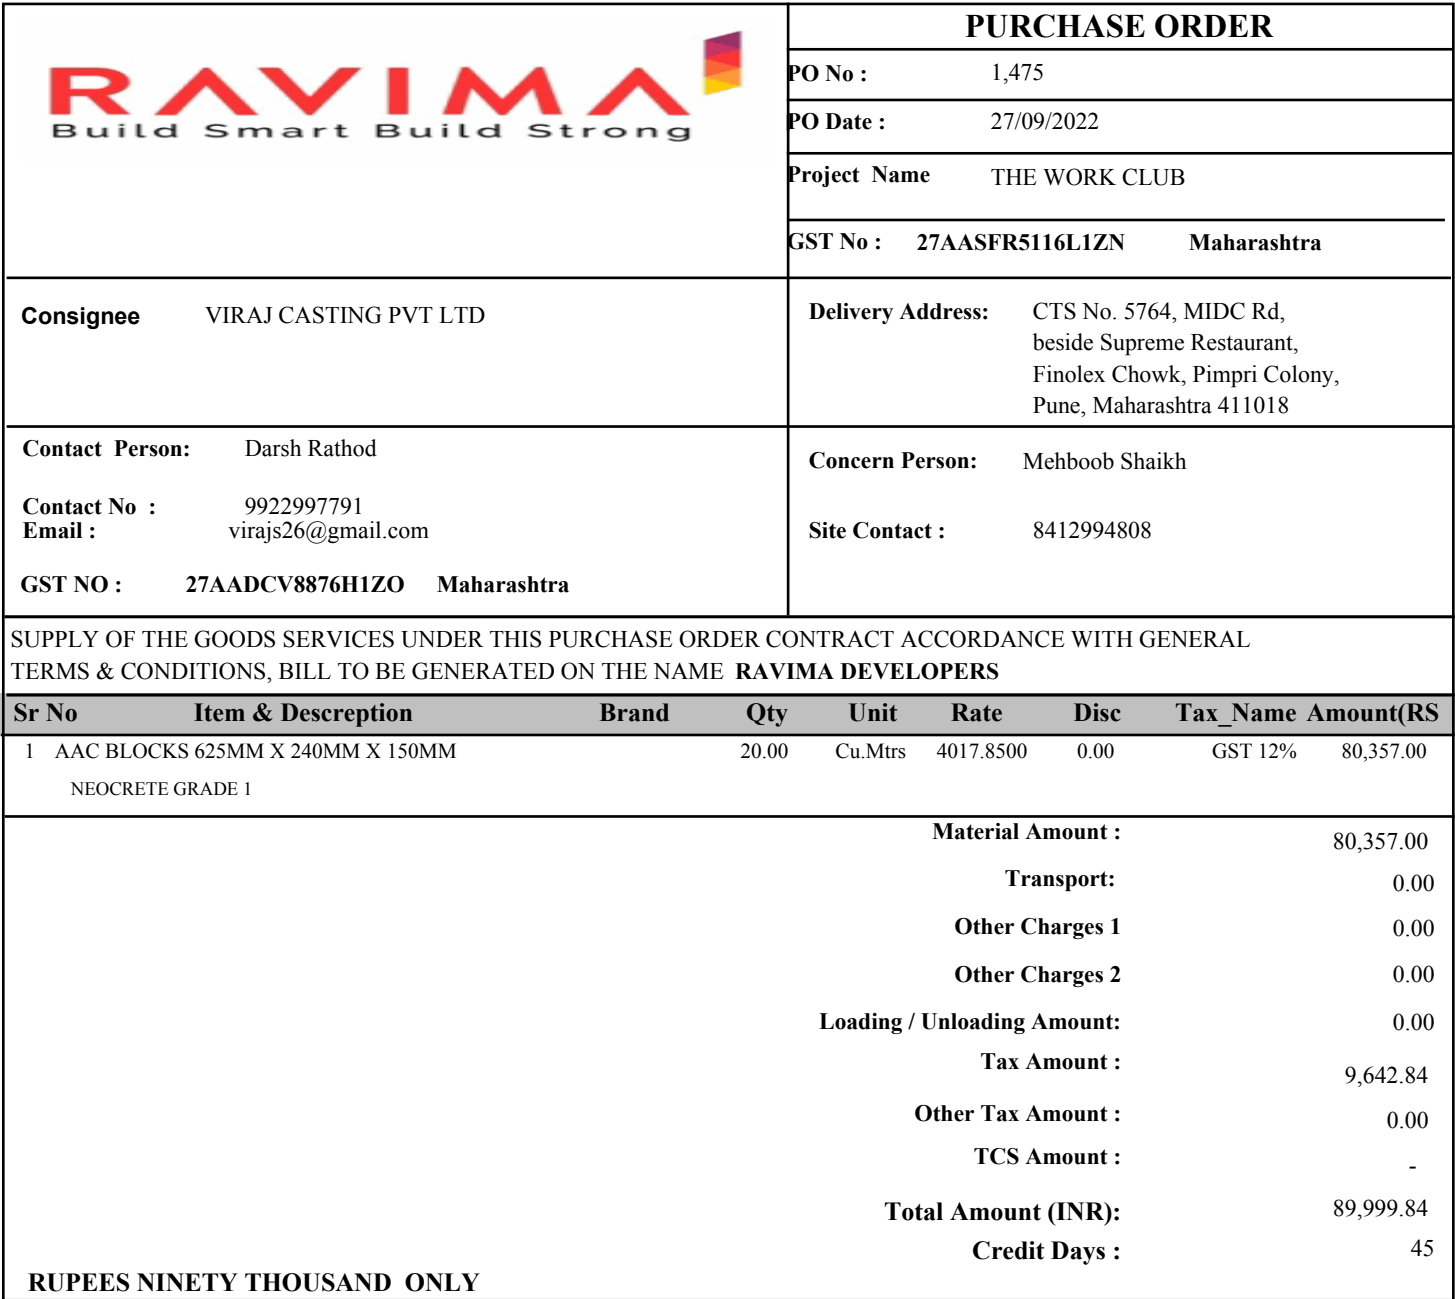 RAVIMA
Build Smart Build Strong
PURCHASE ORDER
PO No : 1,475
PO Date : 27/09/2022
Project Name THE WORK CLUB
GST No : 27AASFR5116L1ZN Maharashtra
Consignee VIRAJ CASTING PVT LTD
Delivery Address: CTS No. 5764, MIDC Rd,
beside Supreme Restaurant,
Finolex Chowk, Pimpri Colony,
Pune, Maharashtra 411018
Contact Person: Darsh Rathod
Contact No : 9922997791
Email : virajs26@gmail.com
GST NO : 27AADCV8876H1ZO Maharashtra
Concern Person: Mehboob Shaikh
Site Contact : 8412994808
SUPPLY OF THE GOODS SERVICES UNDER THIS PURCHASE ORDER CONTRACT ACCORDANCE WITH GENERAL
TERMS & CONDITIONS, BILL TO BE GENERATED ON THE NAME RAVIMA DEVELOPERS
Sr No Item & Descreption Brand Qty Unit Rate Disc Tax_Name Amount(RS
1 AAC BLOCKS 625MM X 240MM X 150MM 20.00 Cu.Mtrs 4017.8500 0.00 GST 12% 80,357.00
NEOCRETE GRADE 1
Material Amount : 80,357.00
Transport: 0.00
Other Charges 1 0.00
Other Charges 2 0.00
Loading / Unloading Amount: 0.00
Tax Amount : 9,642.84
Other Tax Amount : 0.00
TCS Amount : -
Total Amount (INR): 89,999.84
Credit Days : 45
RUPEES NINETY THOUSAND ONLY